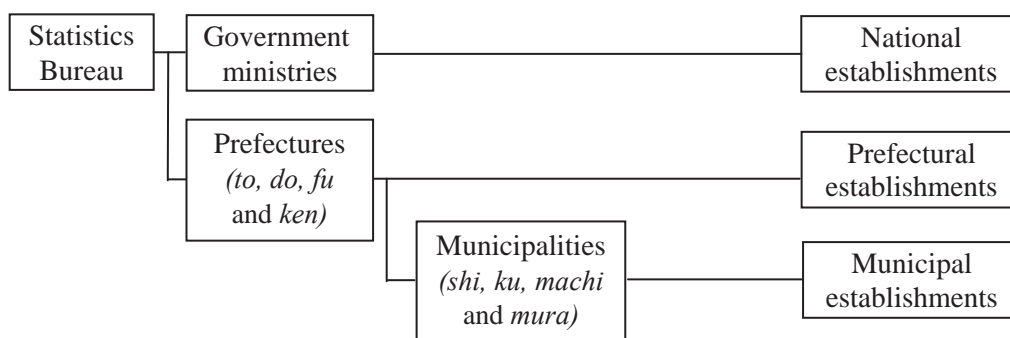 Statistics
Bureau
Government
ministries
National
establishments
Prefectures
(to, do, fu
and ken)
Prefectural
establishments
Municipalities
(shi, ku, machi
and mura)
Municipal
establishments